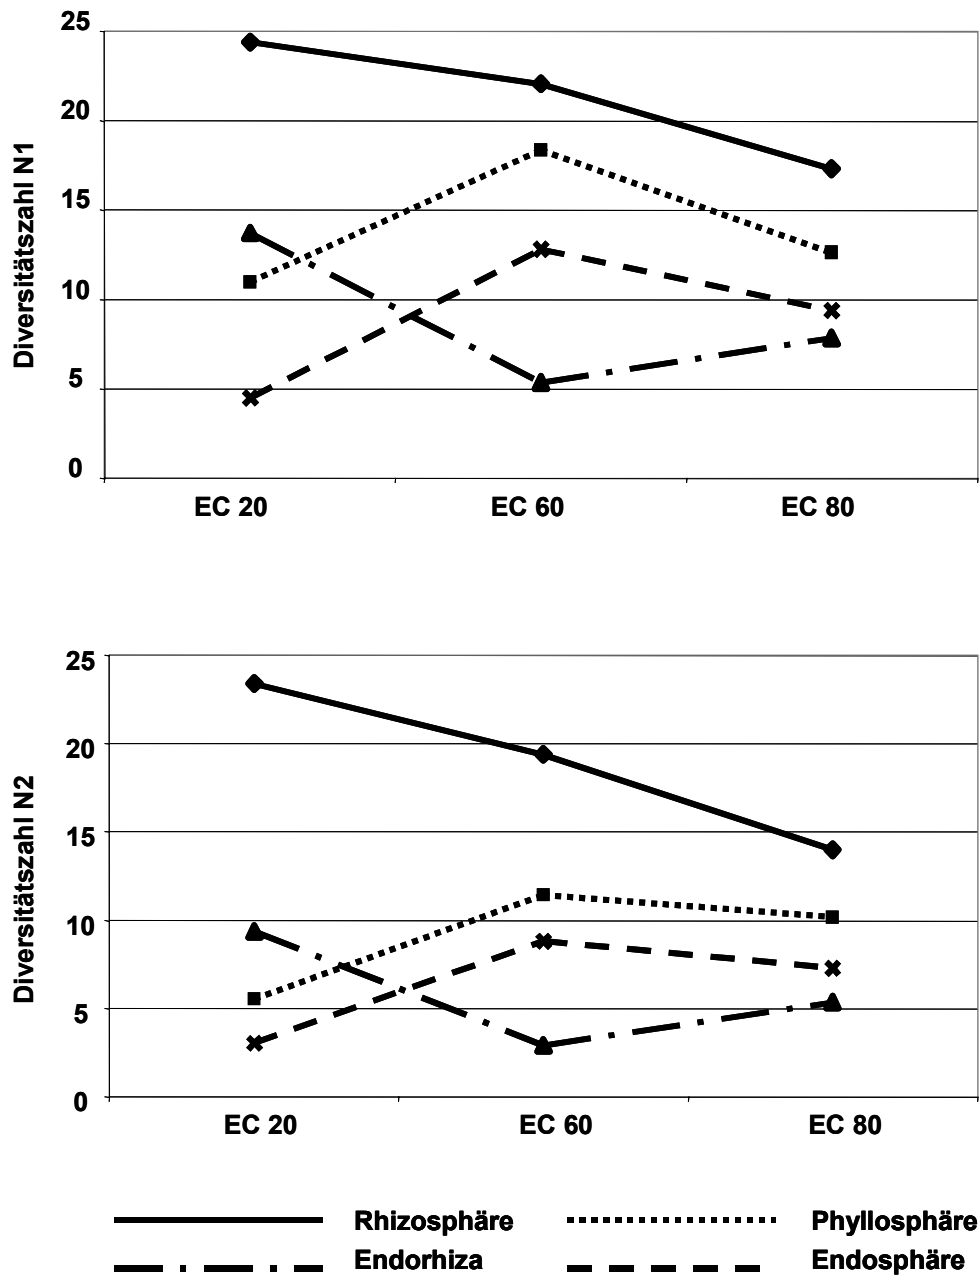 25
20
15
10
5
0
Diversitätszahl N1
EC 20 EC 60 EC 80
25
20
15
10
5
0
Diversitätszahl N2
EC 20 EC 60 EC 80
Rhizosphäre Phyllosphäre
Endorhiza Endosphäre